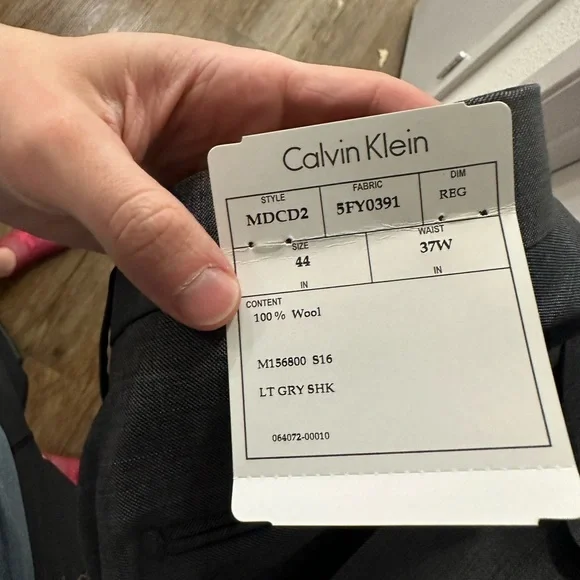 Calvin Klein
STYLE FABRIC DIM
MDCD2 5FY0391 REG
SIZE WAIST
44 37W
IN IN
CONTENT
100% Wool
M156800 S16
LT GRY SHK
064072-00010